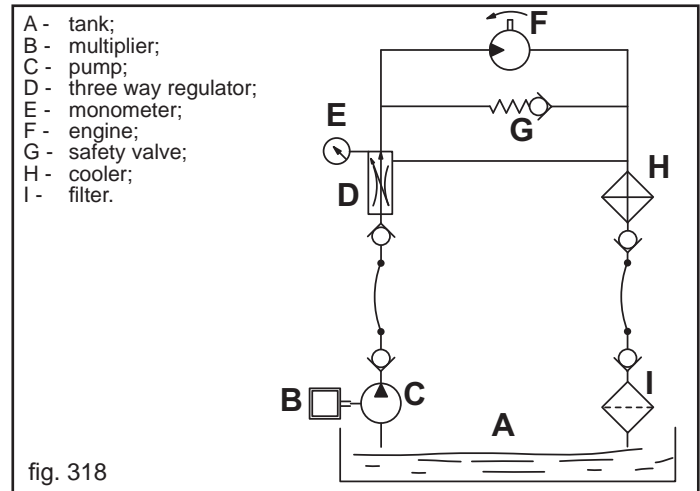 A - tank;
B - multiplier;
C - pump;
D - three way regulator;
E - monometer;
F - engine;
G - safety valve;
H - cooler;
I - filter.
F
E
G
H
D
B
C
I
A
fig. 318